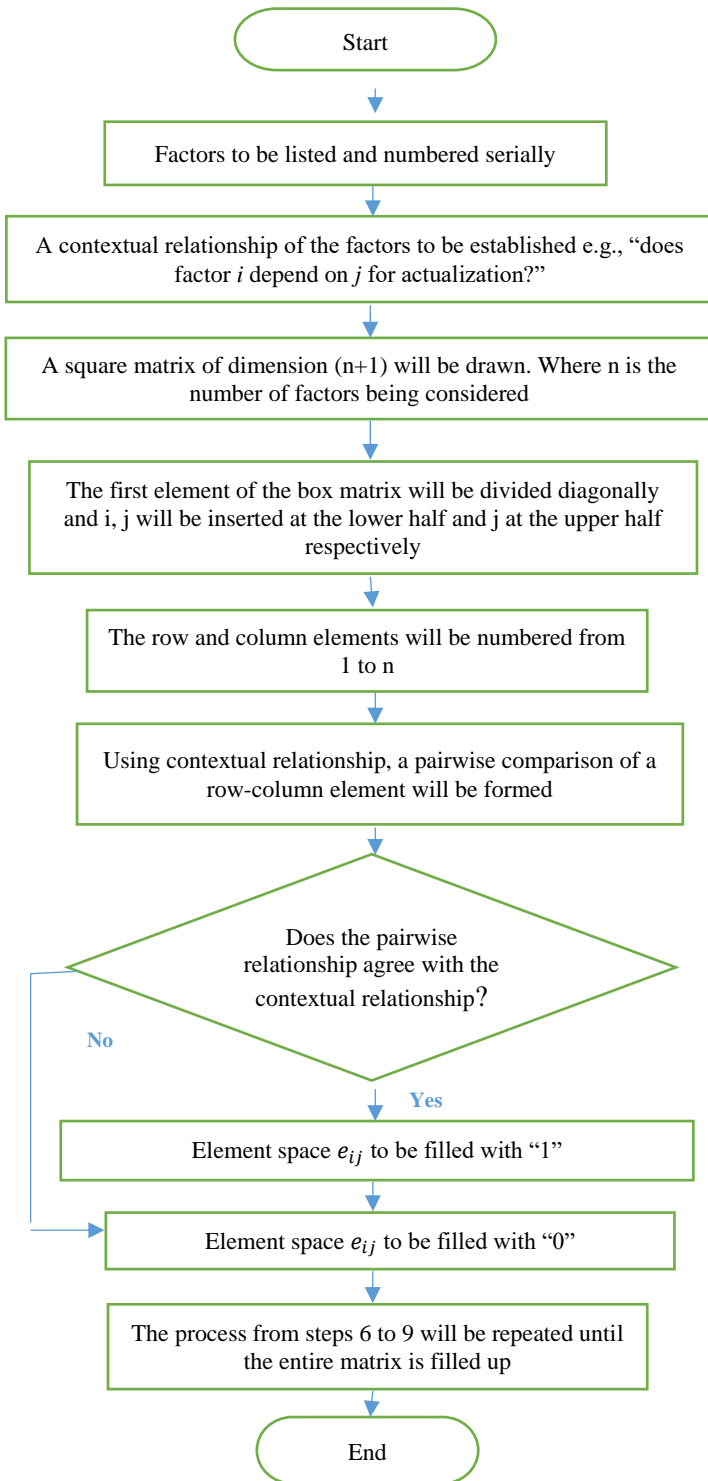 Start
Factors to be listed and numbered serially
A contextual relationship of the factors to be established e.g., “does
factor i depend on j for actualization?”
A square matrix of dimension (n+1) will be drawn. Where n is the
number of factors being considered
The first element of the box matrix will be divided diagonally
and i, j will be inserted at the lower half and j at the upper half
respectively
The row and column elements will be numbered from
1 to n
Using contextual relationship, a pairwise comparison of a
row-column element will be formed
Does the pairwise
relationship agree with the
contextual relationship?
No
Yes
Element space eij to be filled with “1”
Element space eij to be filled with “0”
The process from steps 6 to 9 will be repeated until
the entire matrix is filled up
End